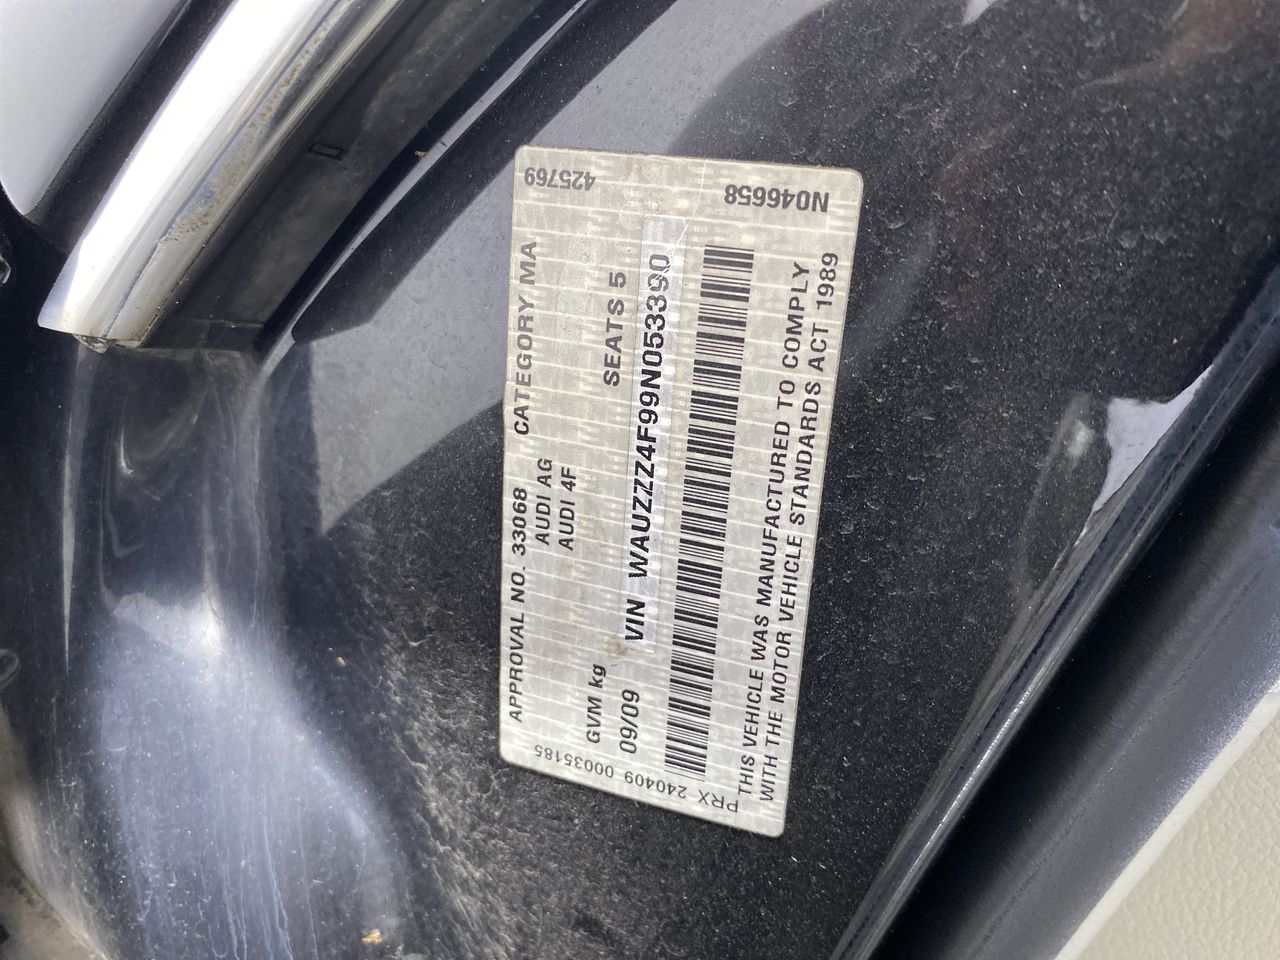 APPROVAL NO. 33068 CATEGORY MA
AUDI AG
AUDI 4F
GVM kg SEATS 5
09/09 VIN WAUZZZ4F99N053390
THIS VEHICLE WAS MANUFACTURED TO COMPLY
WITH THE MOTOR VEHICLE STANDARDS ACT 1989
425769
N046658
PRX 240409 00035185